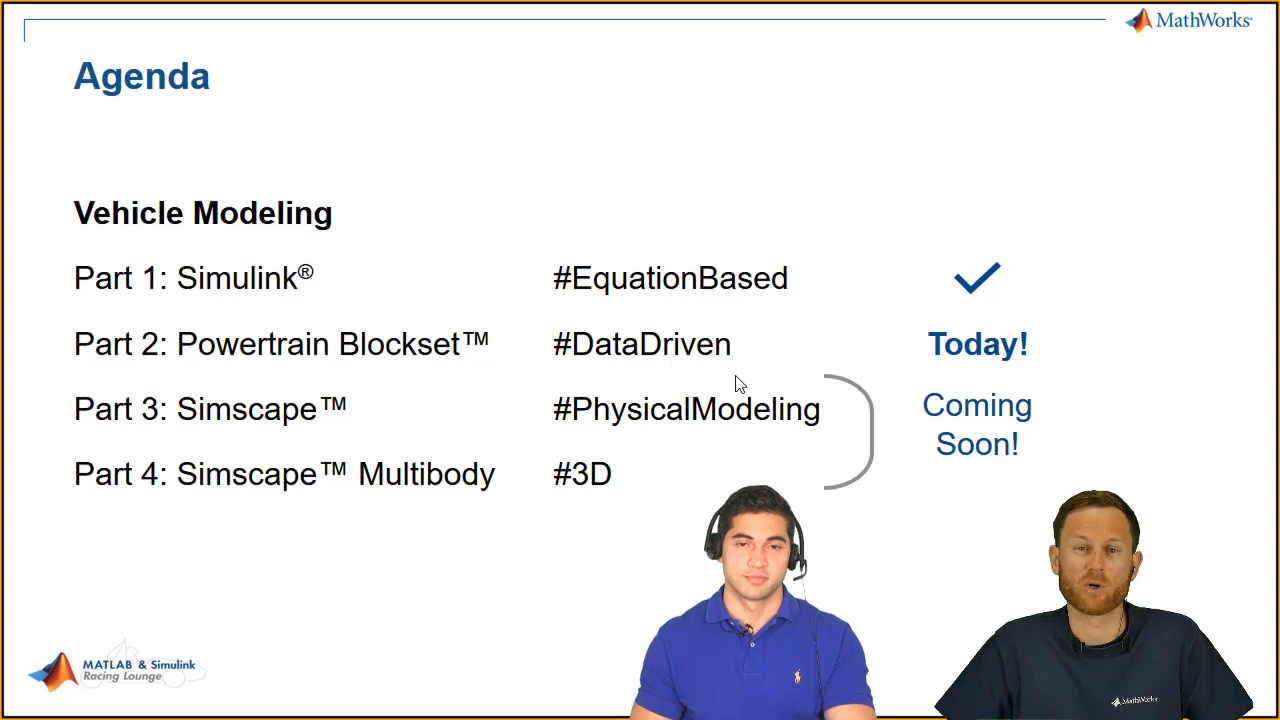 MathWorks®
Agenda
Vehicle Modeling
Part 1: Simulink® #EquationBased
Part 2: Powertrain Blockset™ #DataDriven Today!
Part 3: Simscape™ #PhysicalModeling Coming
Soon!
Part 4: Simscape™ Multibody #3D
MATLAB & Simulink
Racing Lounge
MathWorks